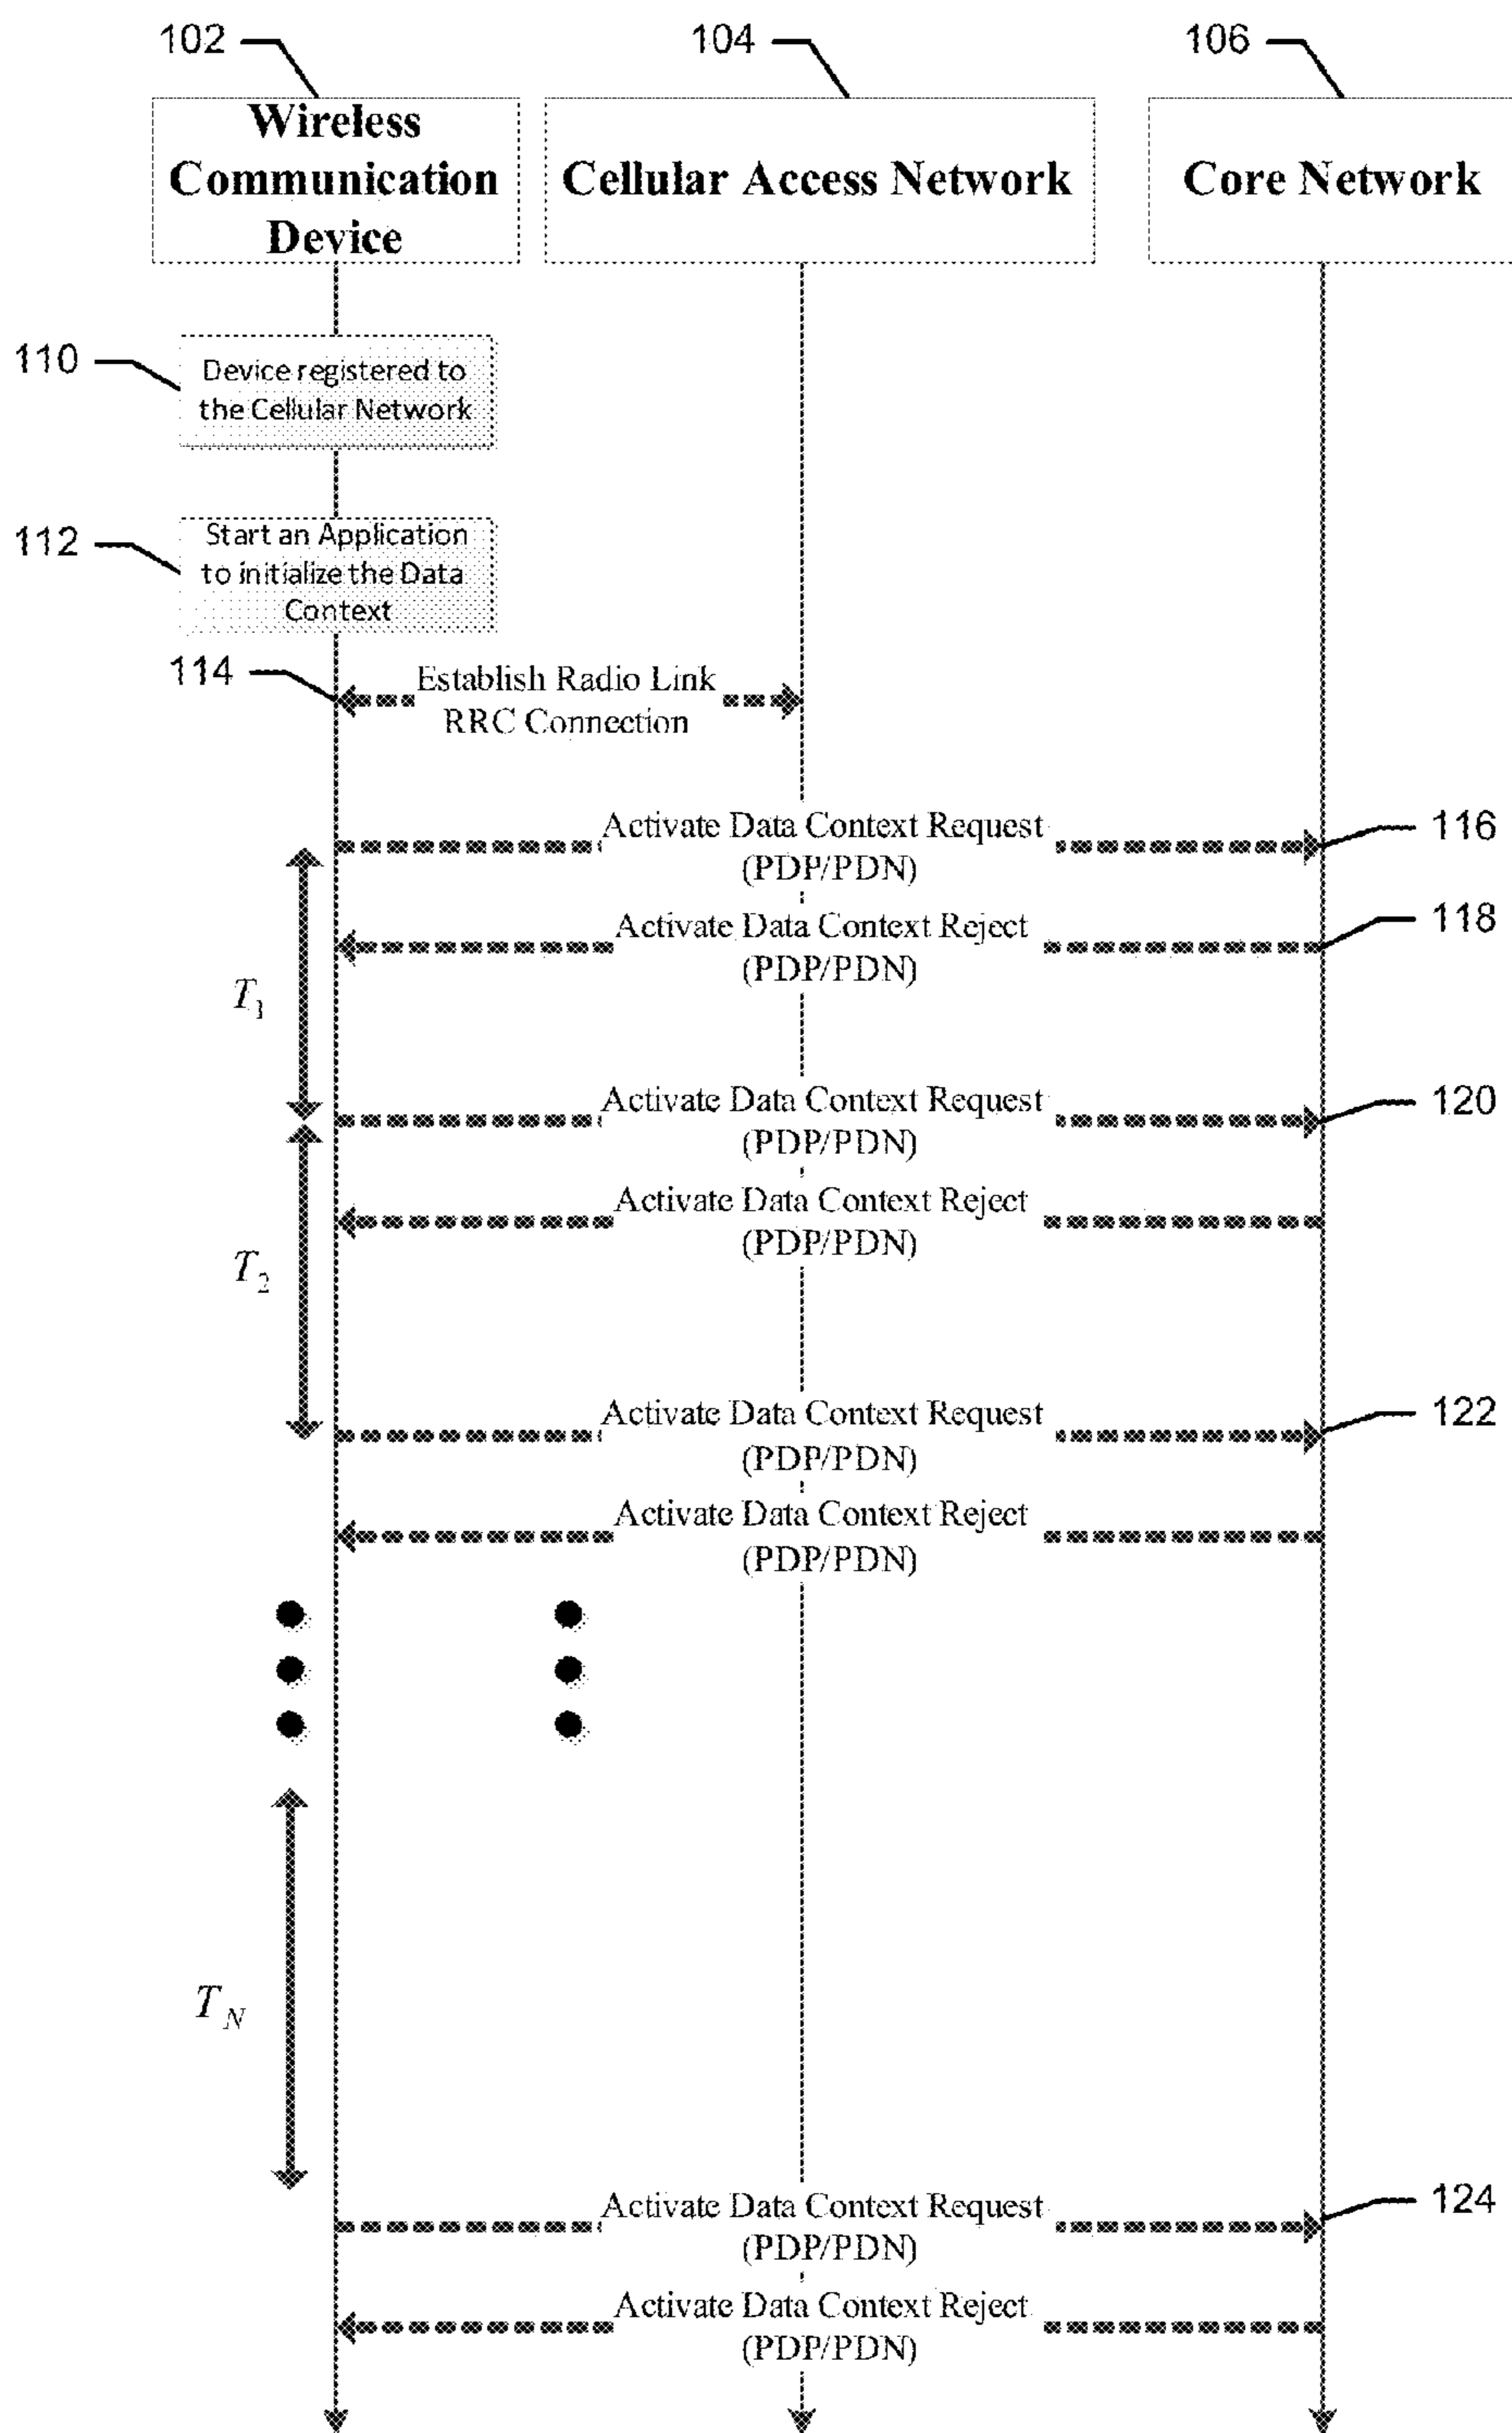 102
104
106
Wireless
Communication
Device
Cellular Access Network
Core Network
110
Device registered to
the Cellular Network
112
Start an Application
to initialize the Data
Context
114
Establish Radio Link
RRC Connection
Activate Data Context Request
(PDP/PDN)
116
Activate Data Context Reject
(PDP/PDN)
118
T1
Activate Data Context Request
(PDP/PDN)
120
Activate Data Context Reject
(PDP/PDN)
T2
Activate Data Context Request
(PDP/PDN)
122
Activate Data Context Reject
(PDP/PDN)
TN
Activate Data Context Request
(PDP/PDN)
124
Activate Data Context Reject
(PDP/PDN)